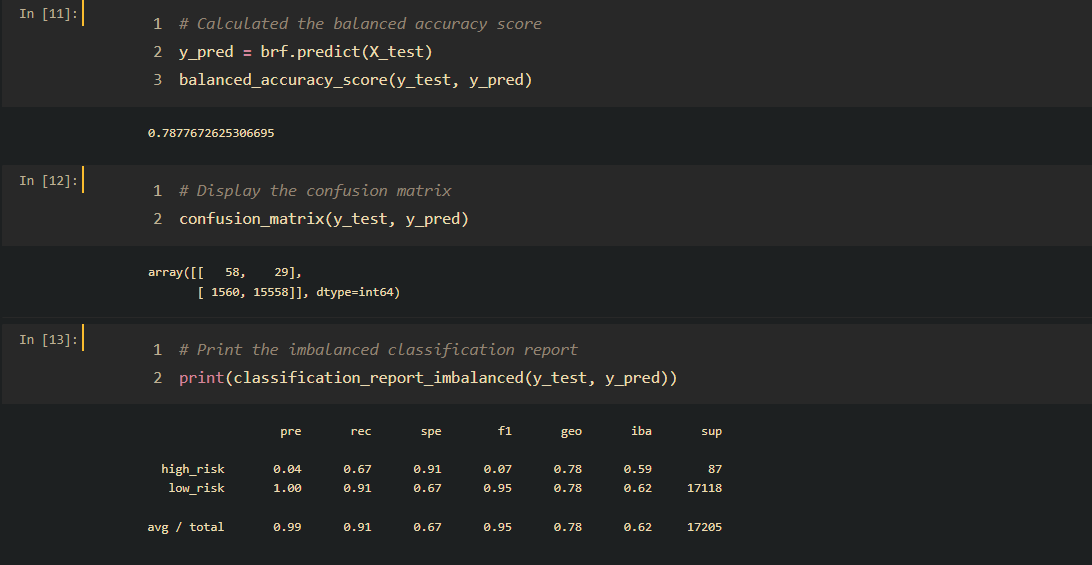 In [11]:
1 # Calculated the balanced accuracy score
2 y_pred = brf.predict(X_test)
3 balanced_accuracy_score(y_test, y_pred)
0.7877672625306695
In [12]:
1 # Display the confusion matrix
2 confusion_matrix(y_test, y_pred)
array([[   58,    29],
       [ 1560, 15558]], dtype=int64)
In [13]:
1 # Print the imbalanced classification report
2 print(classification_report_imbalanced(y_test, y_pred))
pre rec spe f1 geo iba sup
high_risk 0.04 0.67 0.91 0.07 0.78 0.59 87
low_risk 1.00 0.91 0.67 0.95 0.78 0.62 17118
avg / total 0.99 0.91 0.67 0.95 0.78 0.62 17205